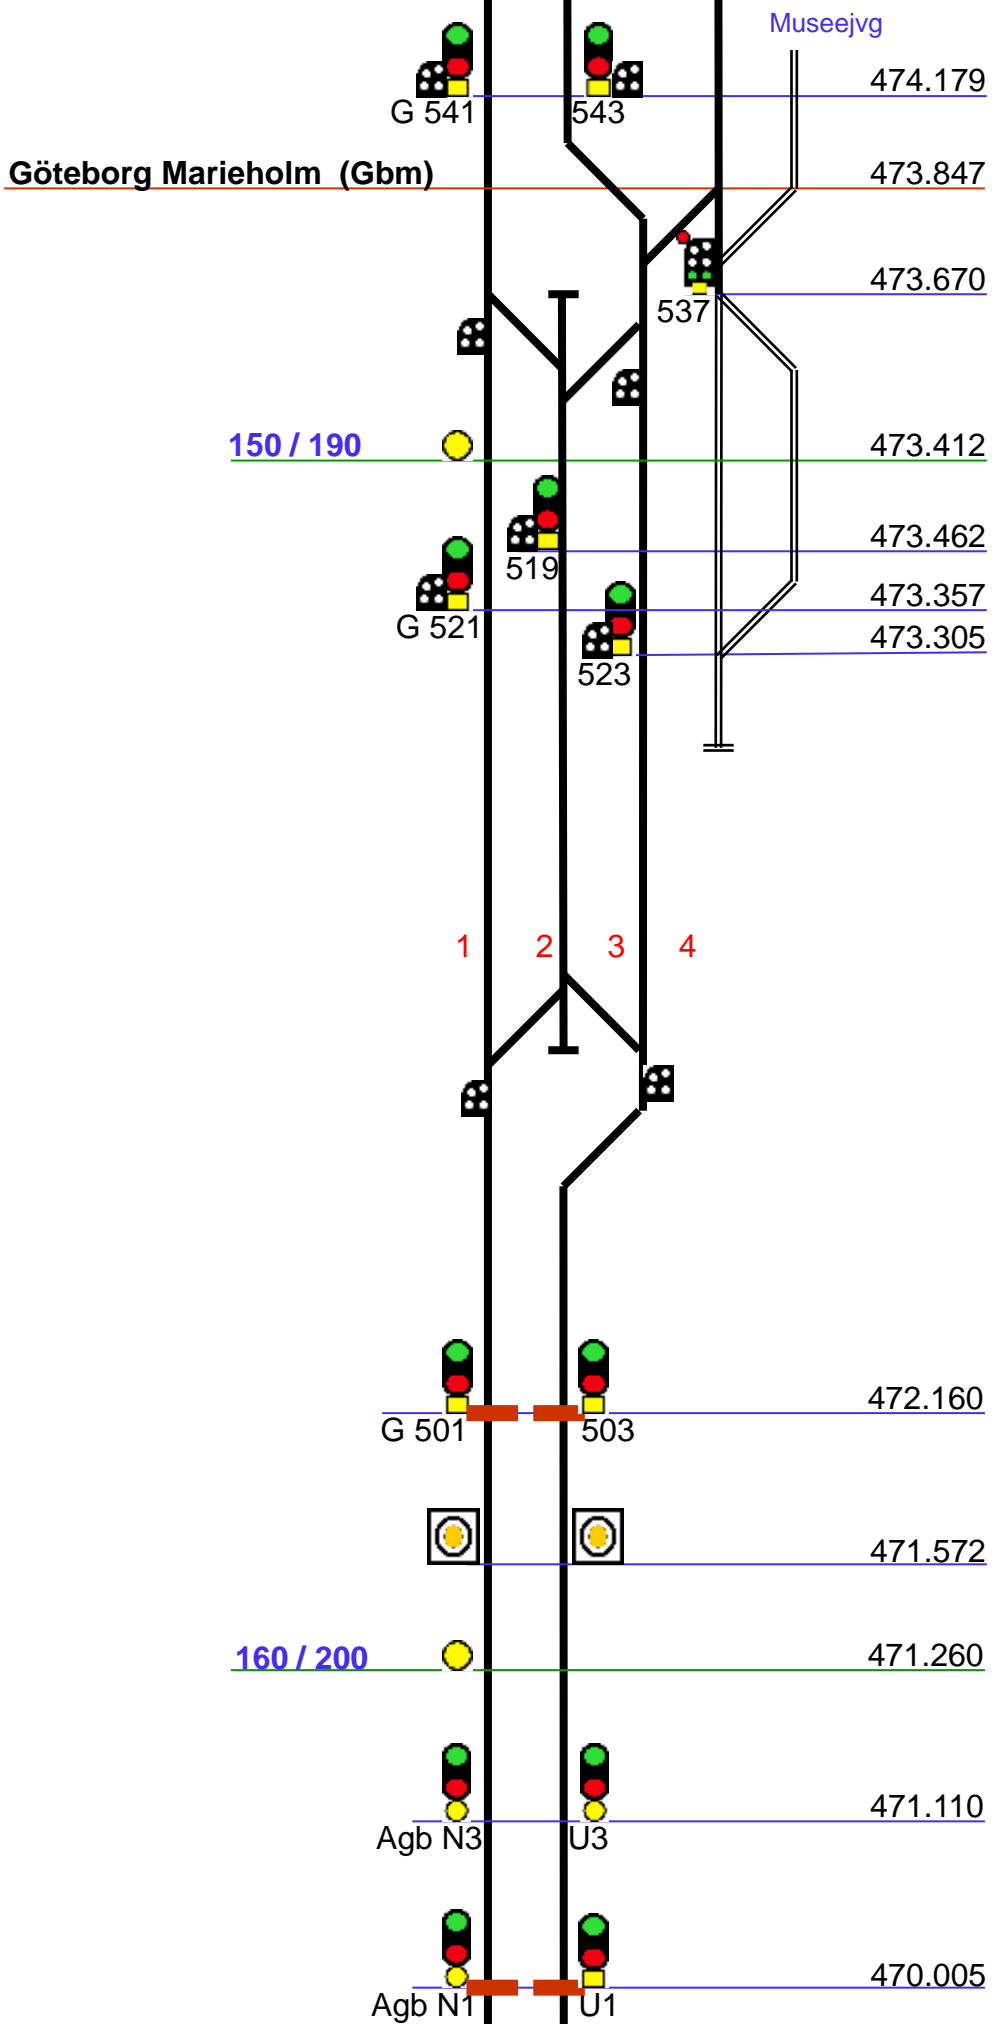 Museejvg
474.179
G 541 543
Göteborg Marieholm (Gbm) 473.847
473.670
537
150 / 190 473.412
473.462
519
473.357
G 521
473.305
523
1 2 3 4
472.160
G 501 503
471.572
160 / 200 471.260
471.110
Agb N3 U3
470.005
Agb N1 U1